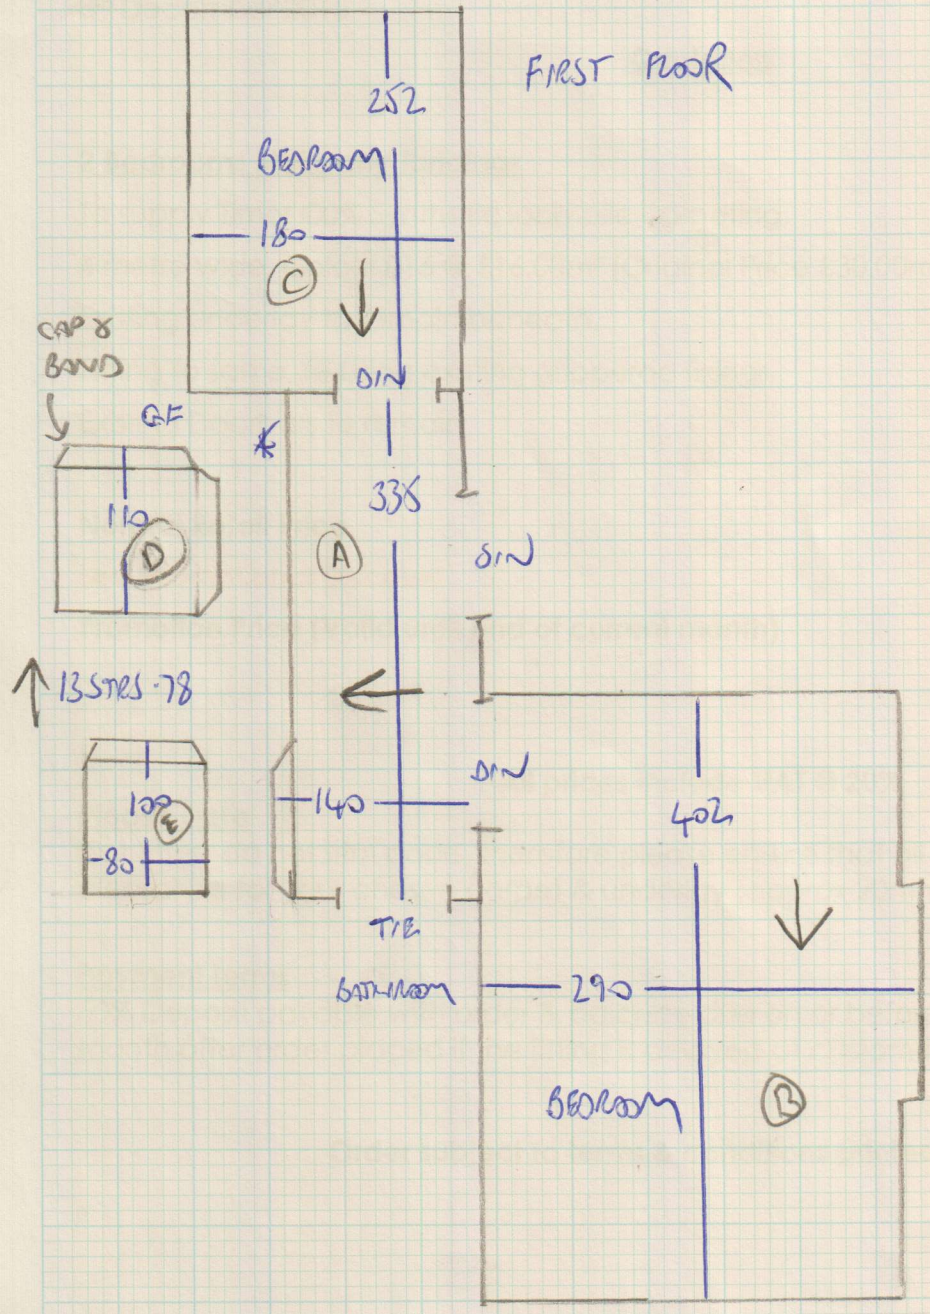 FIRST FLOOR
252
BEDROOM
180
C
CAP &
BAND
DIN
GF
*
110
D
A
DIN
↑ 13 STRS · 78
100
E
80
DIN
140
402
TIE
BATHROOM
290
BEDROOM
B